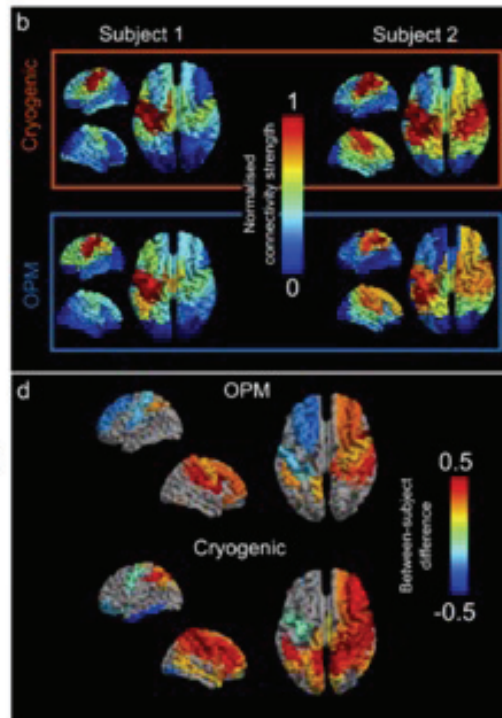 b
Subject 1
Subject 2
Cryogenic
1
Normalised
connectivity strength
0
OPM
d
OPM
Cryogenic
0.5
Between-subject
difference
-0.5